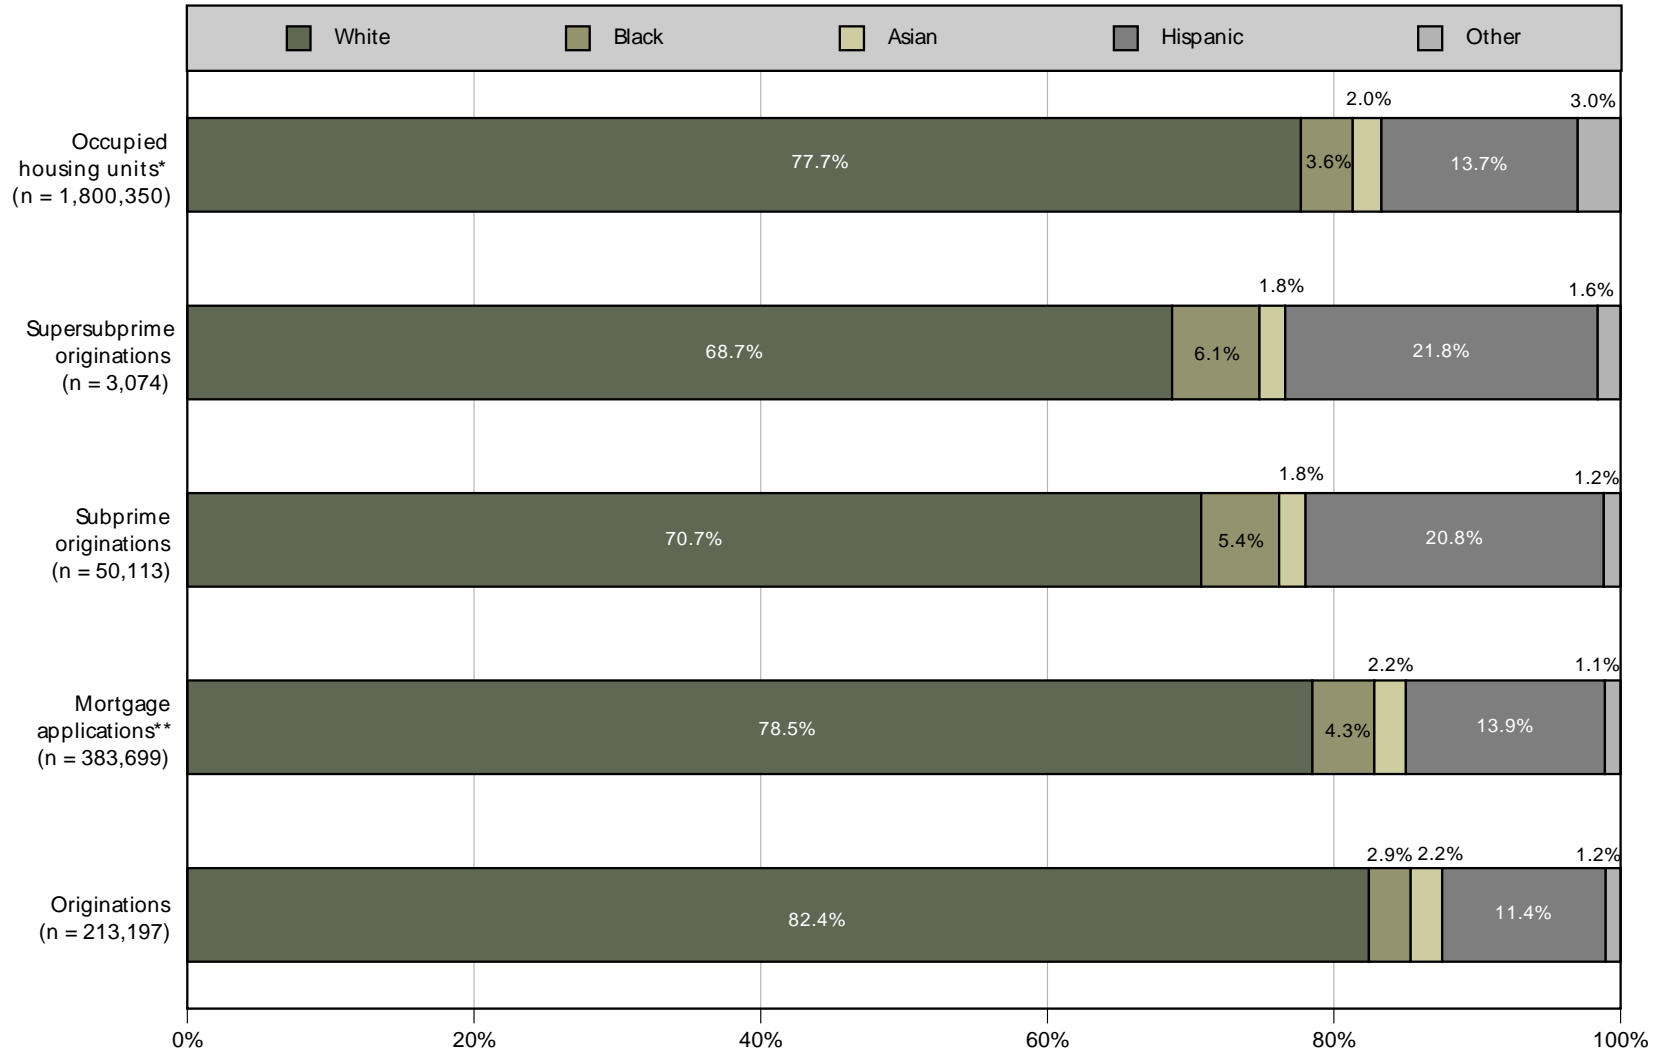 White Black Asian Hispanic Other
2.0% 3.0%
Occupied
housing units*
(n = 1,800,350)
77.7% 3.6% 13.7%
1.8% 1.6%
Supersubprime
originations
(n = 3,074)
68.7% 6.1% 21.8%
1.8% 1.2%
Subprime
originations
(n = 50,113)
70.7% 5.4% 20.8%
2.2% 1.1%
Mortgage
applications**
(n = 383,699)
78.5% 4.3% 13.9%
2.9% 2.2% 1.2%
Originations
(n = 213,197)
82.4% 11.4%
0% 20% 40% 60% 80% 100%